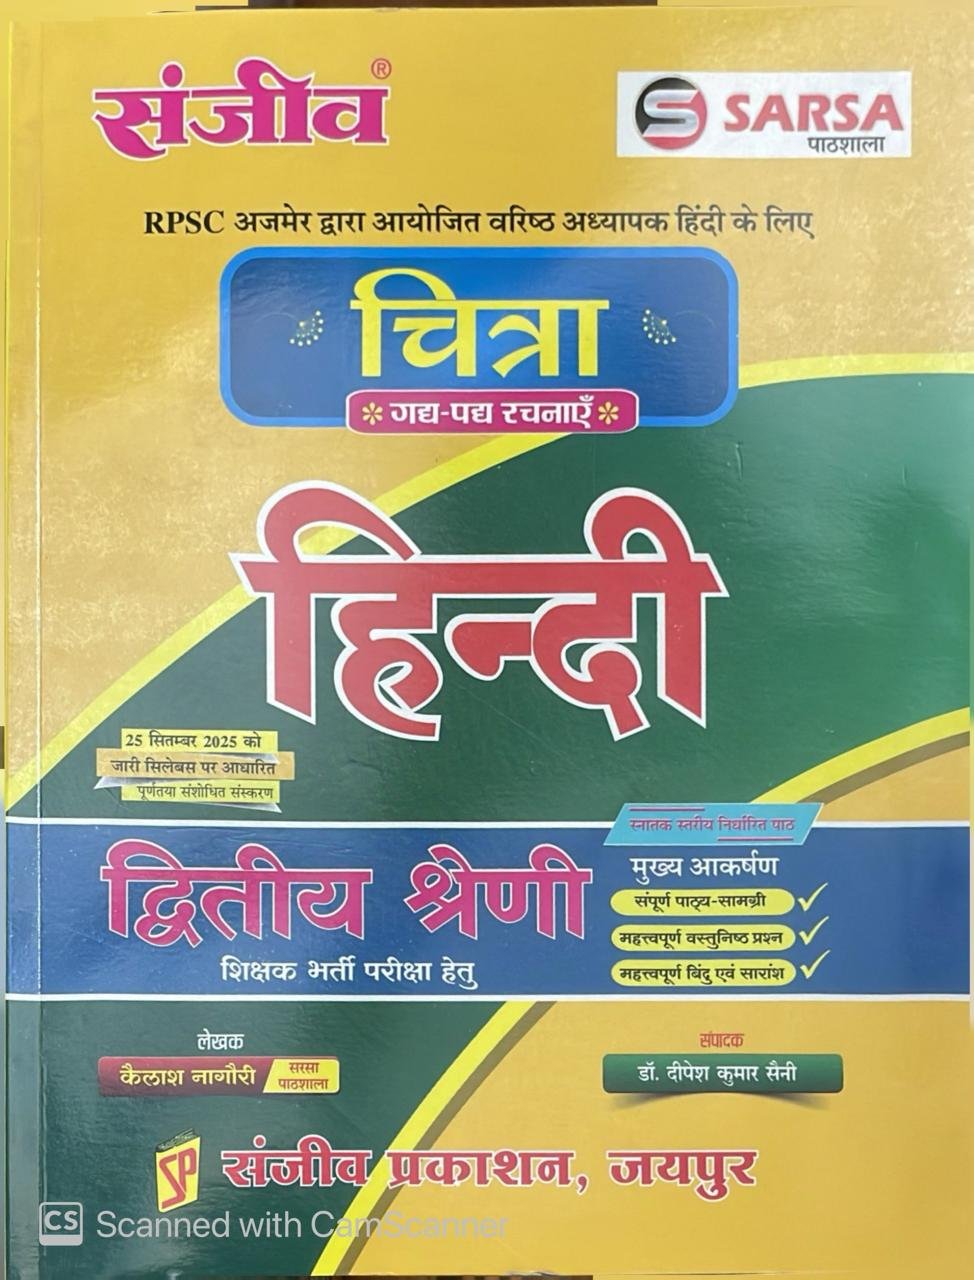 संजीव®
SARSA
पाठशाला
RPSC अजमेर द्वारा आयोजित वरिष्ठ अध्यापक हिंदी के लिए
चित्रा
गद्य-पद्य रचनाएँ
हिन्दी
25 सितम्बर 2025 को
जारी सिलेबस पर आधारित
पूर्णतया संशोधित संस्करण
स्नातक स्तरीय निर्धारित पाठ
द्वितीय श्रेणी
शिक्षक भर्ती परीक्षा हेतु
मुख्य आकर्षण
संपूर्ण पाठ्य-सामग्री
महत्त्वपूर्ण वस्तुनिष्ठ प्रश्न
महत्त्वपूर्ण बिंदु एवं सारांश
लेखक
कैलाश नागौरी
सरसा
पाठशाला
संपादक
डॉ. दीपेश कुमार सैनी
SP
संजीव प्रकाशन, जयपुर
CS Scanned with CamScanner